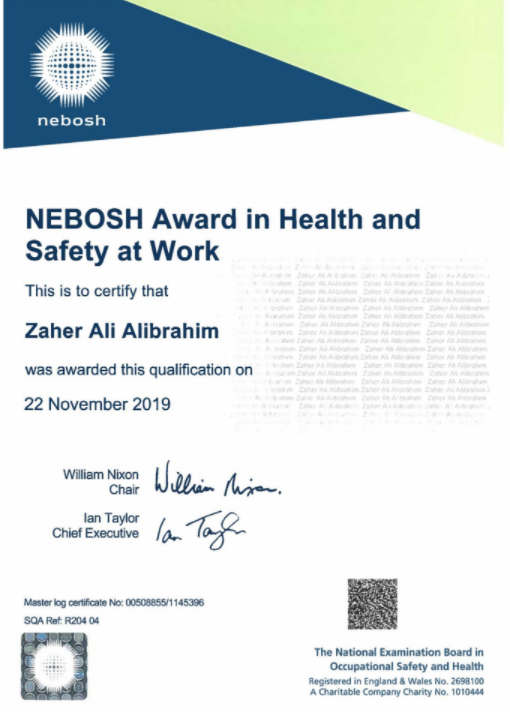 nebosh
NEBOSH Award in Health and
Safety at Work
This is to certify that
Zaher Ali Alibrahim
was awarded this qualification on
22 November 2019
William Nixon
Chair
William Nixon.
Ian Taylor
Chief Executive
Ian Taylor
Master log certificate No: 00508855/1145396
SQA Ref: R204 04
The National Examination Board in
Occupational Safety and Health
Registered in England & Wales No. 2698100
A Charitable Company Charity No. 1010444